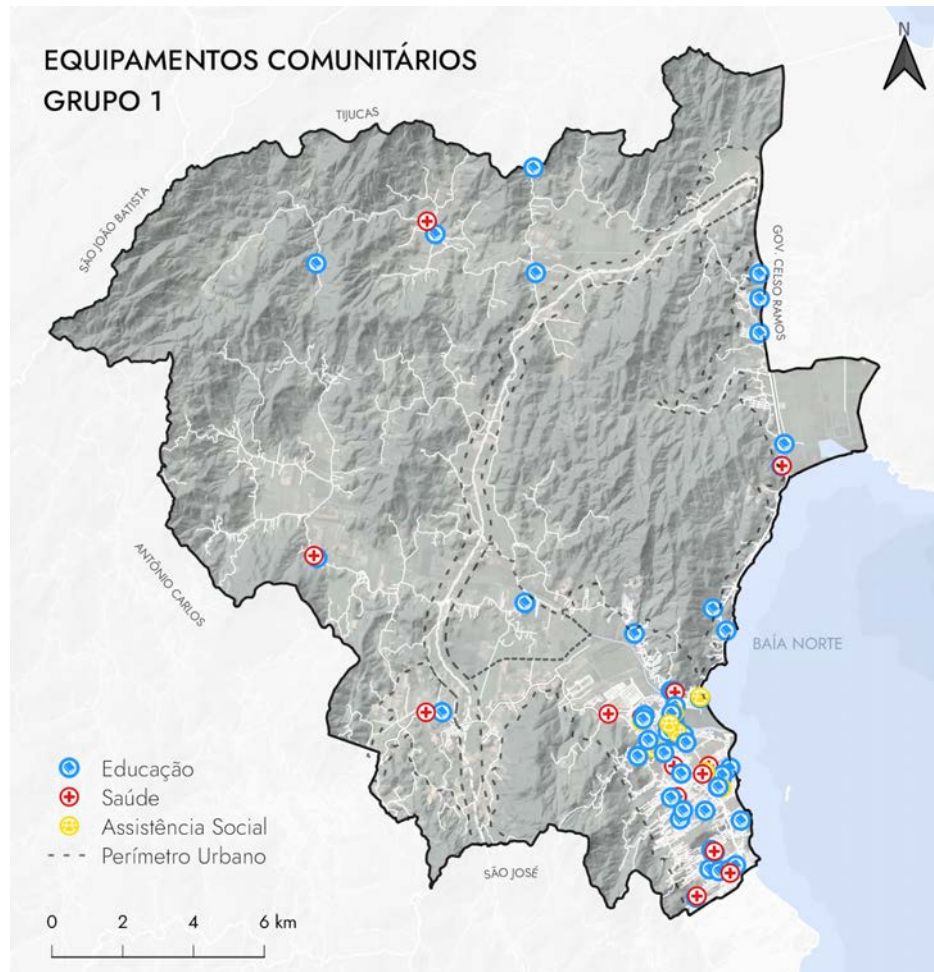 EQUIPAMENTOS COMUNITÁRIOS
GRUPO 1
N
TIJUCAS
SÃO JOÃO BATISTA
GOV. CELSO RAMOS
ANTÔNIO CARLOS
BAÍA NORTE
Educação
Saúde
Assistência Social
Perímetro Urbano
SÃO JOSÉ
0 2 4 6 km